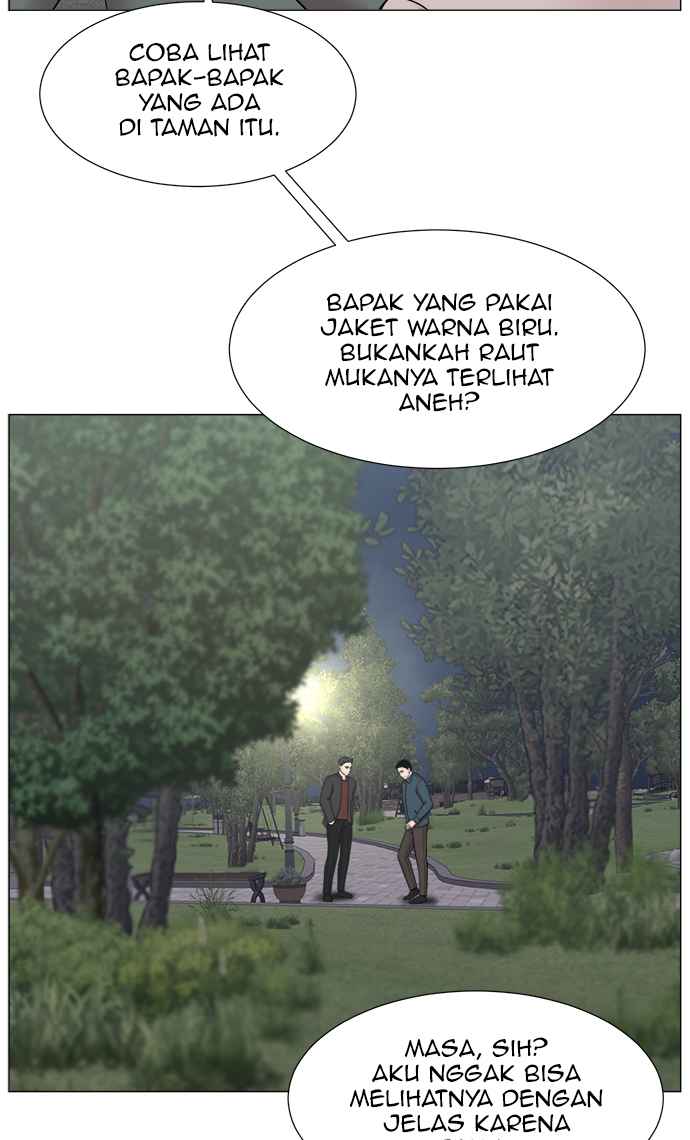 COBA LIHAT
BAPAK-BAPAK
YANG ADA
DI TAMAN ITU.
BAPAK YANG PAKAI
JAKET WARNA BIRU.
BUKANKAH RAUT
MUKANYA TERLIHAT
ANEH?
MASA, SIH?
AKU NGGAK BISA
MELIHATNYA DENGAN
JELAS KARENA